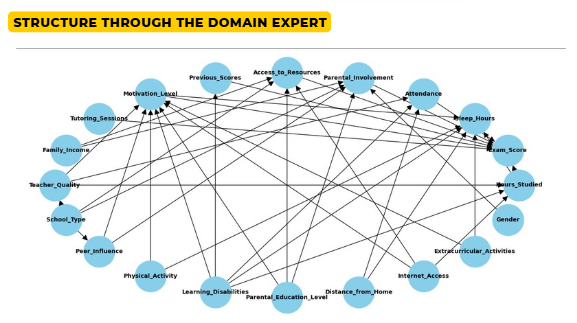 STRUCTURE THROUGH THE DOMAIN EXPERT
Access_to_Resources
Previous_Scores
Parental_Involvement
Motivation_Level
Attendance
Tutoring_Sessions
Sleep_Hours
Family_Income
Exam_Score
Teacher_Quality
Hours_Studied
School_Type
Gender
Peer_Influence
Extracurricular_Activities
Physical_Activity
Internet_Access
Learning_Disabilities
Distance_from_Home
Parental_Education_Level